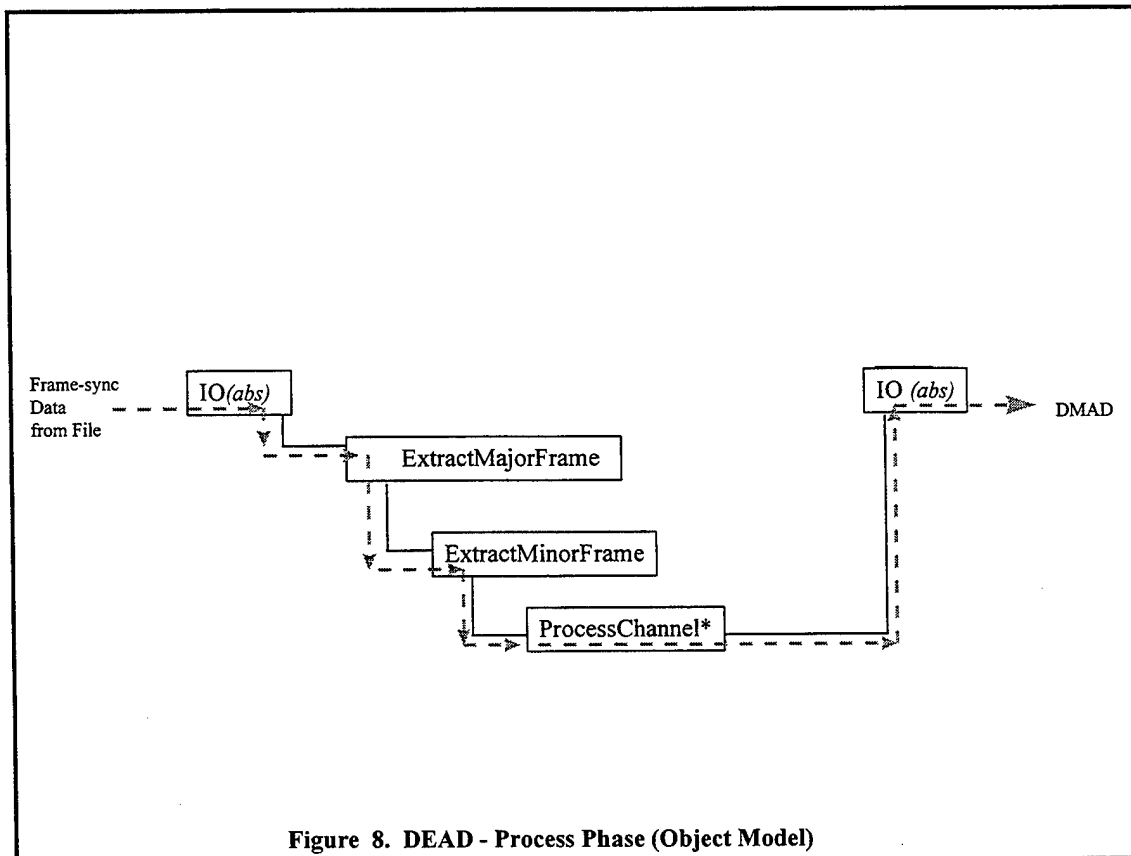 Frame-sync
Data
from File
IO(abs)
ExtractMajorFrame
ExtractMinorFrame
ProcessChannel*
IO (abs)
DMAD
Figure 8. DEAD - Process Phase (Object Model)